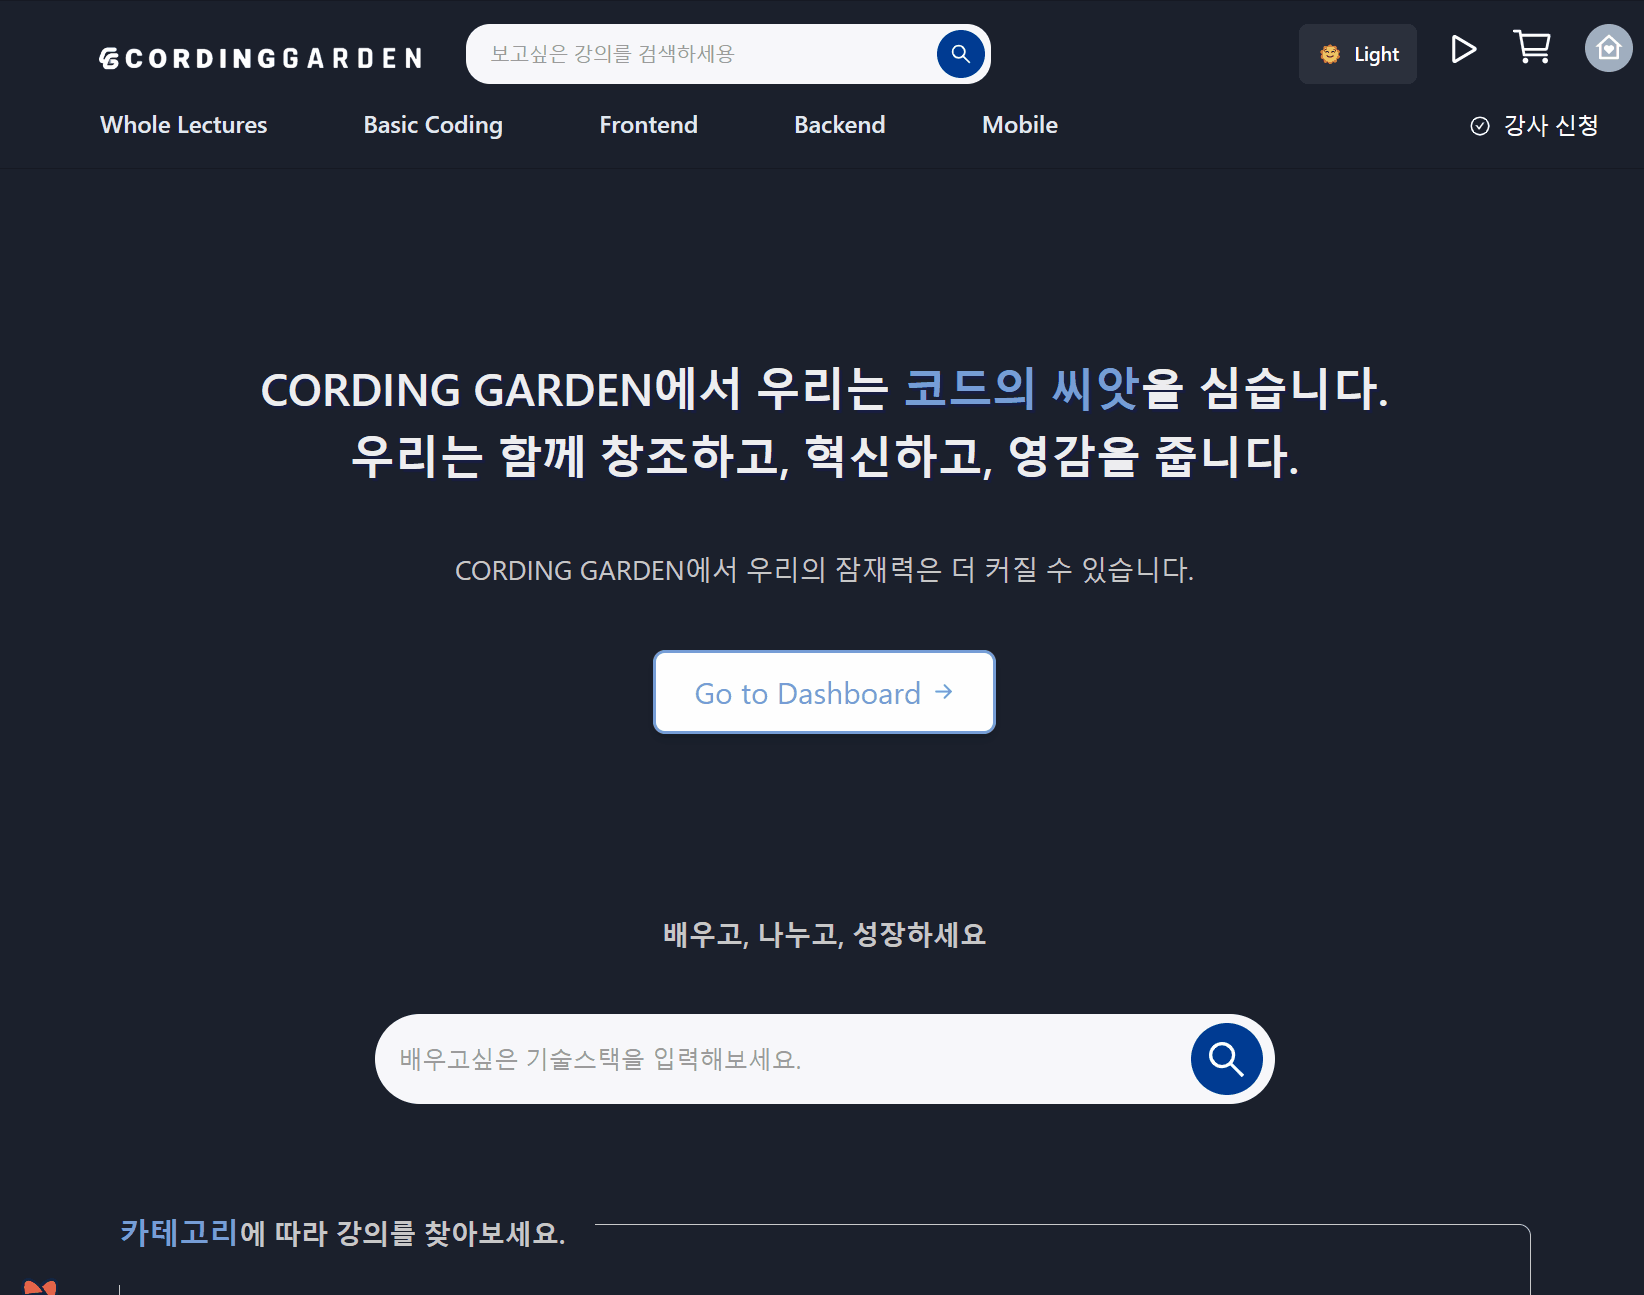 CORDINGGARDEN
보고싶은 강의를 검색하세용
Light
Whole Lectures
Basic Coding
Frontend
Backend
Mobile
강사 신청
CORDING GARDEN에서 우리는 코드의 씨앗을 심습니다.
우리는 함께 창조하고, 혁신하고, 영감을 줍니다.
CORDING GARDEN에서 우리의 잠재력은 더 커질 수 있습니다.
Go to Dashboard →
배우고, 나누고, 성장하세요
배우고싶은 기술스택을 입력해보세요.
카테고리에 따라 강의를 찾아보세요.